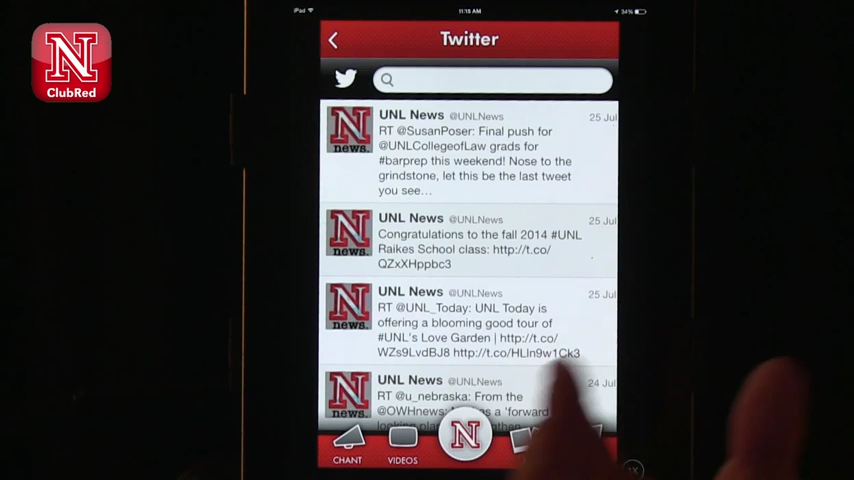 iPad
11:15 AM
34%
N
ClubRed
Twitter
UNL News @UNLNews
25 Jul
RT @SusanPoser: Final push for
@UNLCollegeofLaw grads for
#barprep this weekend! Nose to the
grindstone, let this be the last tweet
you see…
N
news.
UNL News @UNLNews
25 Jul
Congratulations to the fall 2014 #UNL
Raikes School class: http://t.co/
QZxXHppbc3
N
news.
UNL News @UNLNews
25 Jul
RT @UNL_Today: UNL Today is
offering a blooming good tour of
#UNL's Love Garden | http://t.co/
WZs9LvdBJ8 http://t.co/HLln9w1Ck3
N
news.
UNL News @UNLNews
24 Jul
RT @u_nebraska: From the
@OWHnews: as a 'forward
looking
N
news.
CHANT
VIDEOS
N